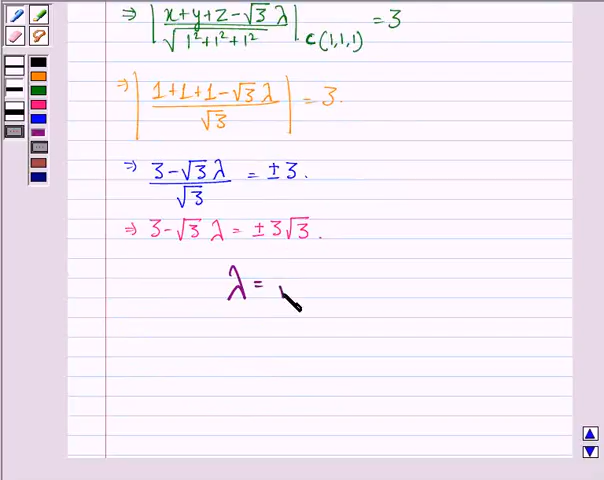 ⇒ | (x+y+z−√3 λ) / √(1²+1²+1²) | C(1,1,1) = 3
⇒ | (1+1+1−√3 λ) / √3 | = 3.
⇒ (3−√3 λ) / √3 = ±3.
⇒ 3−√3 λ = ±3√3.
λ =